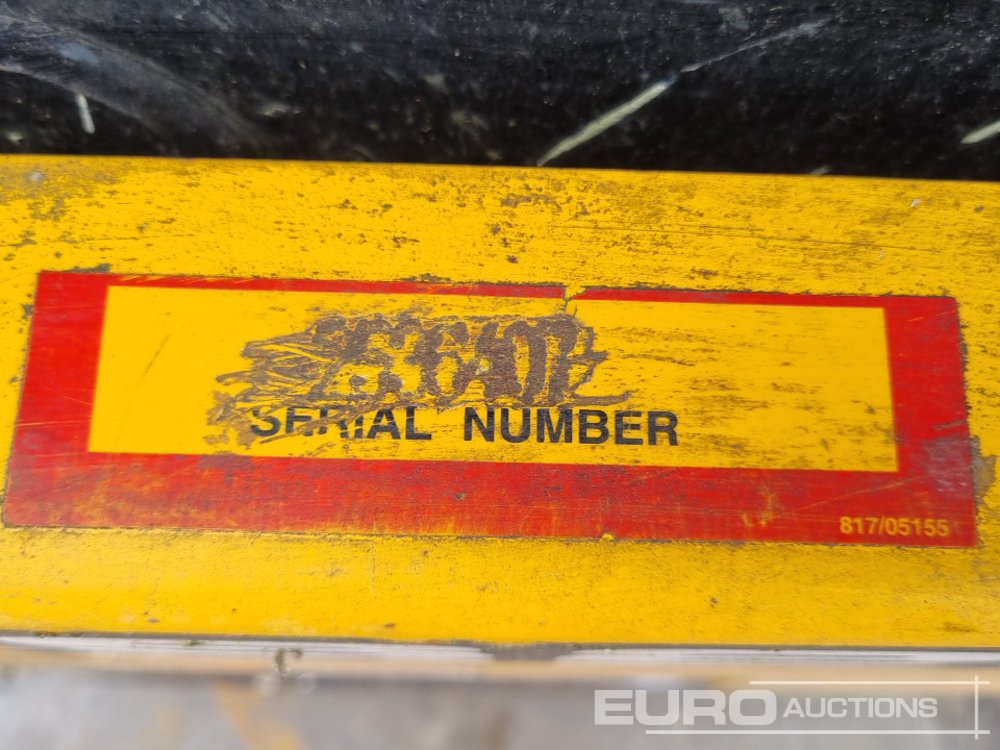 SERIAL NUMBER
817/05155
EURO AUCTIONS